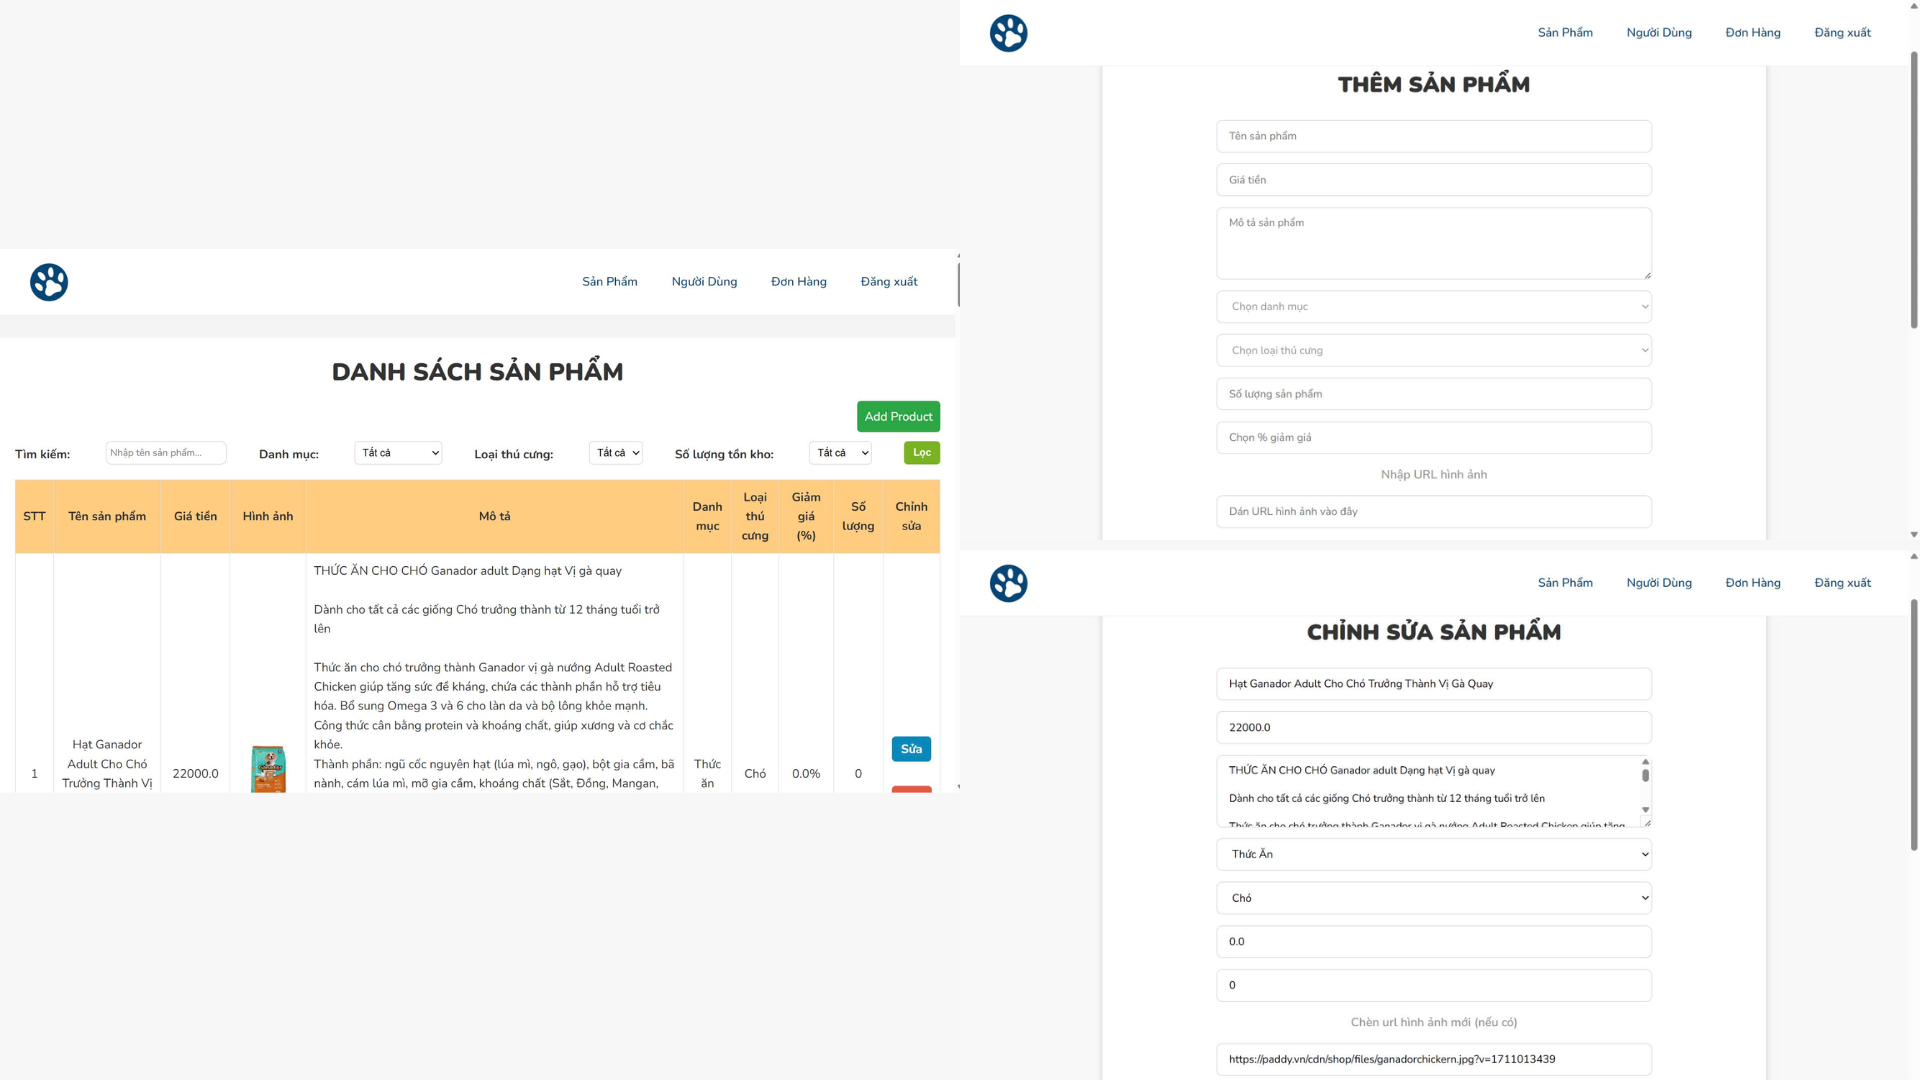 Sản Phẩm
Người Dùng
Đơn Hàng
Đăng xuất
DANH SÁCH SẢN PHẨM
Add Product
Tìm kiếm:
Nhập tên sản phẩm...
Danh mục:
Tất cả
Loại thú cưng:
Tất cả
Số lượng tồn kho:
Tất cả
Lọc
STT
Tên sản phẩm
Giá tiền
Hình ảnh
Mô tả
Danh
mục
Loại
thú
cưng
Giảm
giá
(%)
Số
lượng
Chỉnh
sửa
1
Hạt Ganador
Adult Cho Chó
Trưởng Thành Vị
22000.0
THỨC ĂN CHO CHÓ Ganador adult Dạng hạt Vị gà quay
Dành cho tất cả các giống Chó trưởng thành từ 12 tháng tuổi trở
lên
Thức ăn cho chó trưởng thành Ganador vị gà nướng Adult Roasted
Chicken giúp tăng sức đề kháng, chứa các thành phần hỗ trợ tiêu
hóa. Bổ sung Omega 3 và 6 cho làn da và bộ lông khỏe mạnh.
Công thức cân bằng protein và khoáng chất, giúp xương và cơ chắc
khỏe.
Thành phần: ngũ cốc nguyên hạt (lúa mì, ngô, gạo), bột gia cầm, bã
nành, cám lúa mì, mỡ gia cầm, khoáng chất (Sắt, Đồng, Mangan,
Thức
ăn
Chó
0.0%
0
Sửa
Sản Phẩm
Người Dùng
Đơn Hàng
Đăng xuất
THÊM SẢN PHẨM
Tên sản phẩm
Giá tiền
Mô tả sản phẩm
Chọn danh mục
Chọn loại thú cưng
Số lượng sản phẩm
Chọn % giảm giá
Nhập URL hình ảnh
Dán URL hình ảnh vào đây
Sản Phẩm
Người Dùng
Đơn Hàng
Đăng xuất
CHỈNH SỬA SẢN PHẨM
Hạt Ganador Adult Cho Chó Trưởng Thành Vị Gà Quay
22000.0
THỨC ĂN CHO CHÓ Ganador adult Dạng hạt Vị gà quay
Dành cho tất cả các giống Chó trưởng thành từ 12 tháng tuổi trở lên
Thức ăn cho chó trưởng thành Ganador vị gà nướng Adult Roasted Chicken giúp tăng
Thức Ăn
Chó
0.0
0
Chèn url hình ảnh mới (nếu có)
https://paddy.vn/cdn/shop/files/ganadorchickern.jpg?v=1711013439